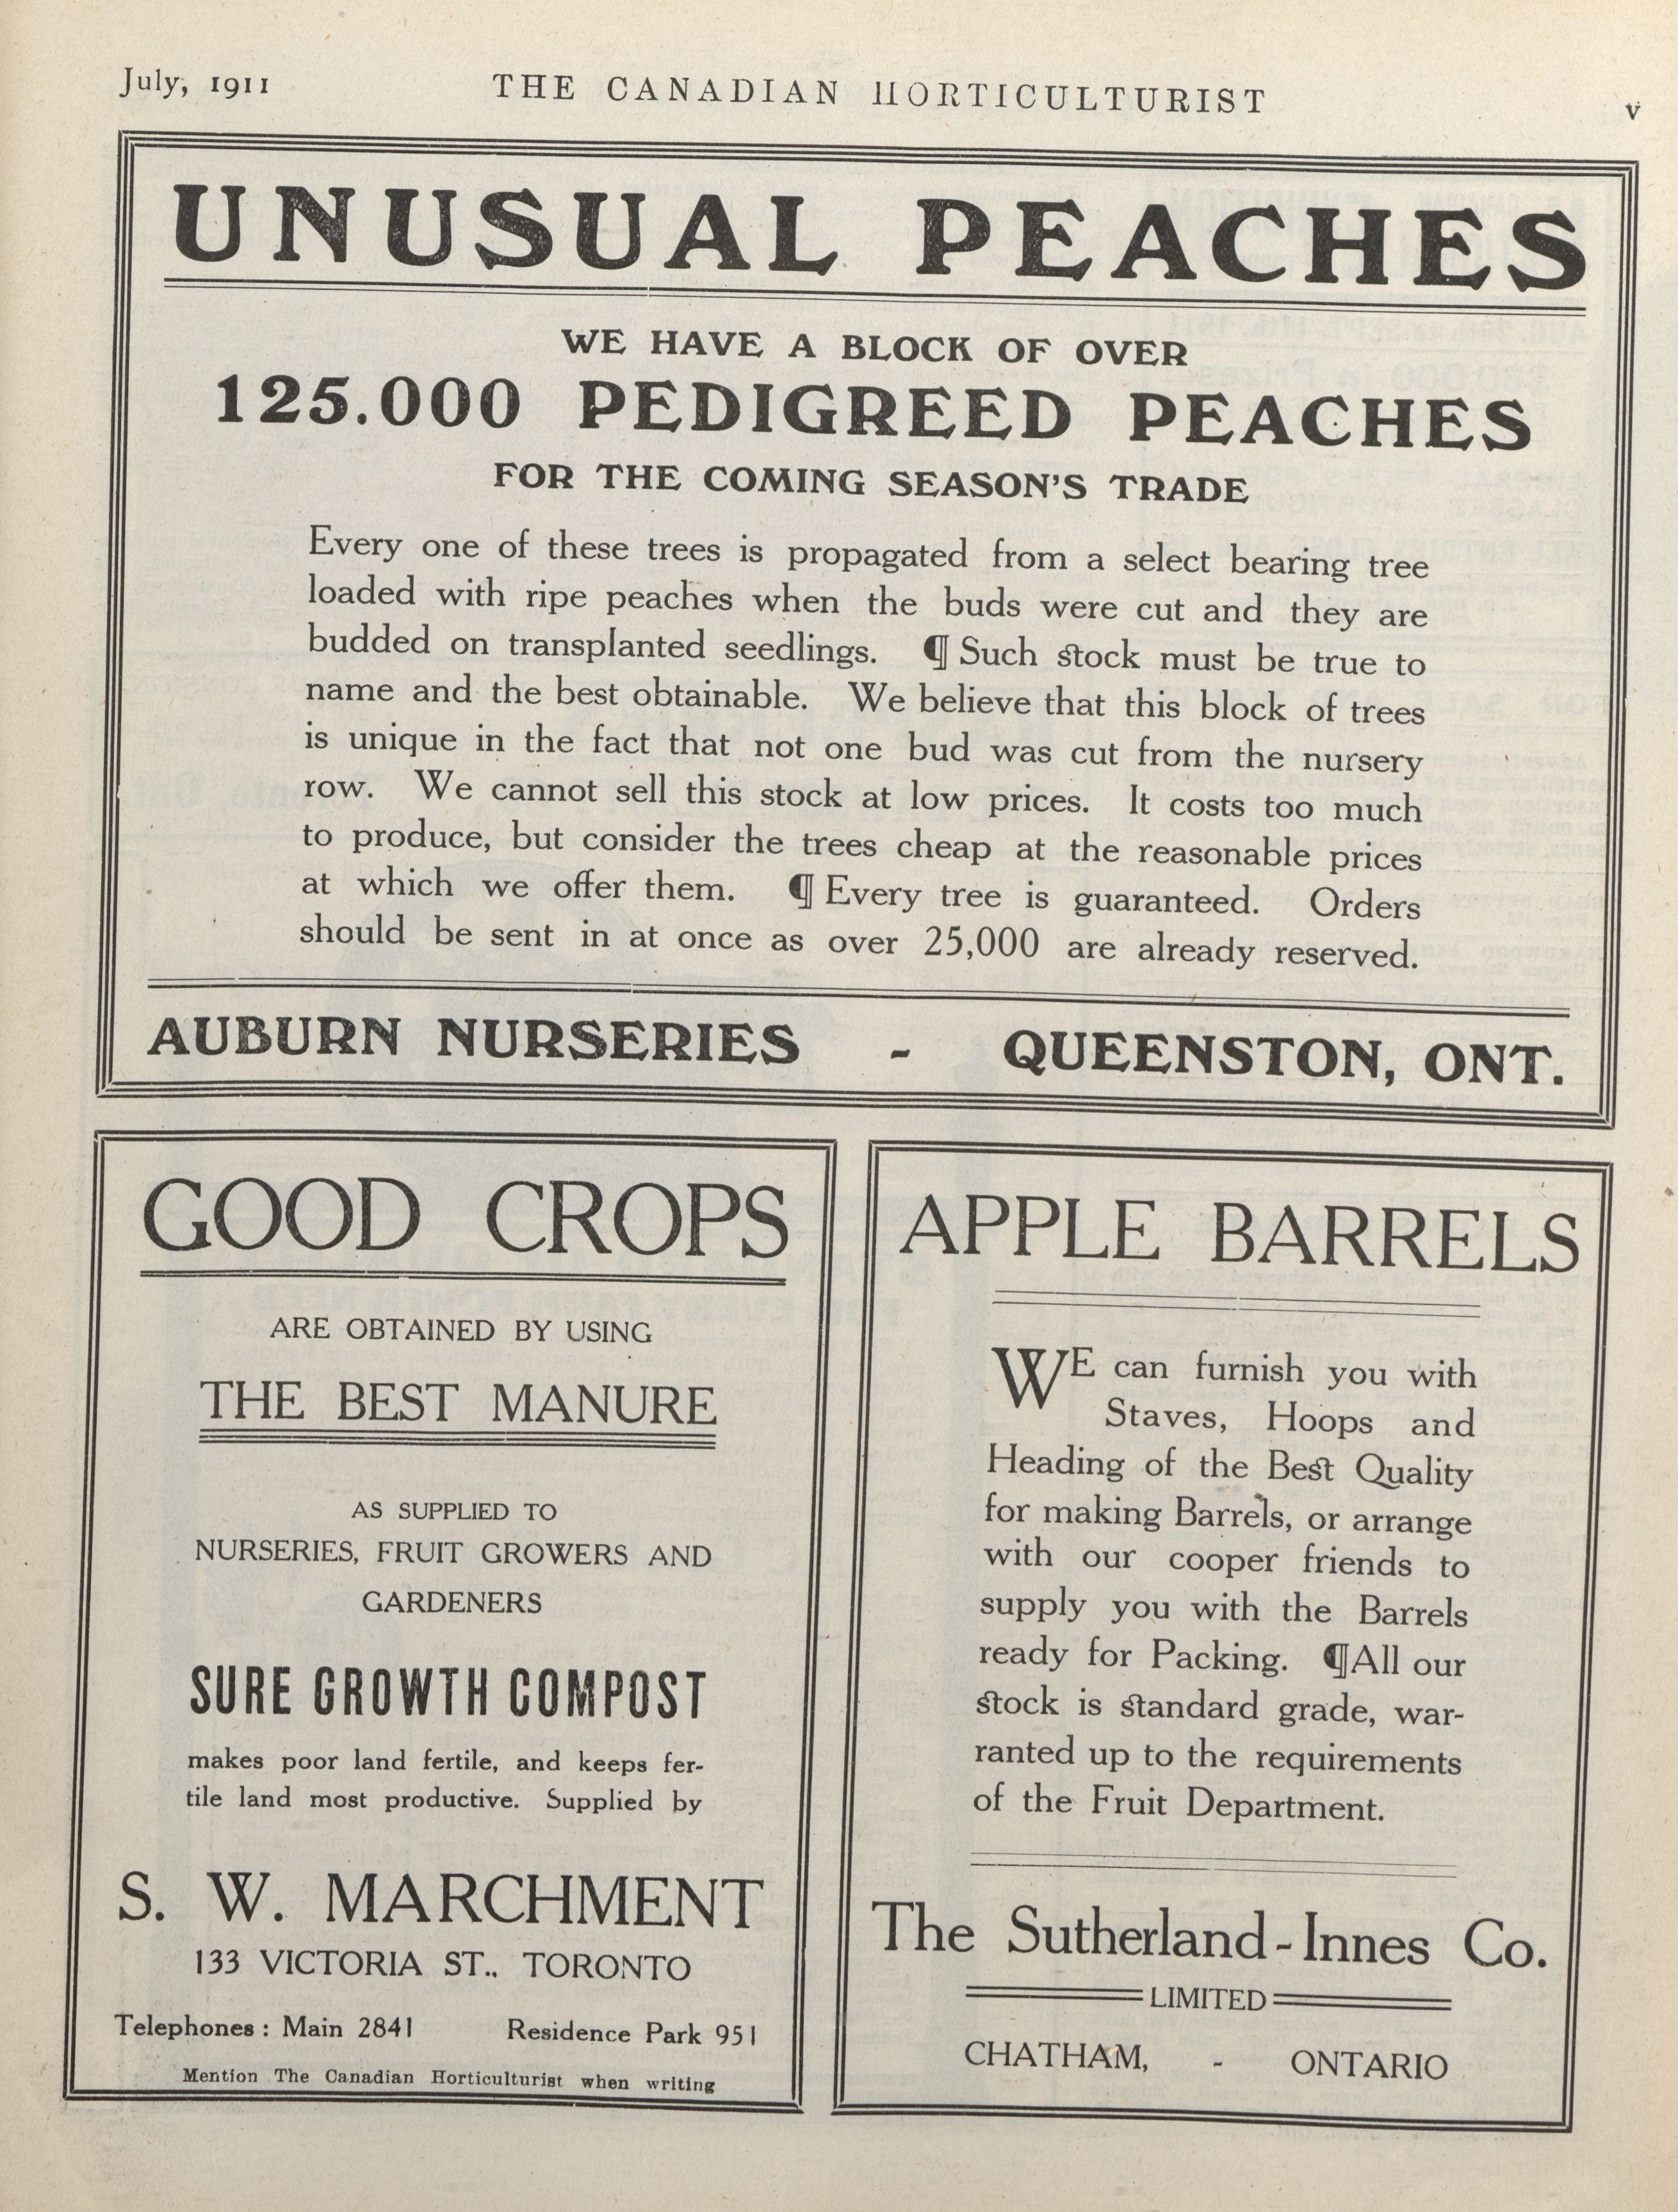 July, 1911
THE CANADIAN HORTICULTURIST
v
UNUSUAL PEACHES
WE HAVE A BLOCK OF OVER
125.000 PEDIGREED PEACHES
FOR THE COMING SEASON'S TRADE
Every one of these trees is propagated from a select bearing tree
loaded with ripe peaches when the buds were cut and they are
budded on transplanted seedlings. ¶ Such stock must be true to
name and the best obtainable. We believe that this block of trees
is unique in the fact that not one bud was cut from the nursery
row. We cannot sell this stock at low prices. It costs too much
to produce, but consider the trees cheap at the reasonable prices
at which we offer them. ¶ Every tree is guaranteed. Orders
should be sent in at once as over 25,000 are already reserved.
AUBURN NURSERIES - QUEENSTON, ONT.
GOOD CROPS
ARE OBTAINED BY USING
THE BEST MANURE
AS SUPPLIED TO
NURSERIES, FRUIT GROWERS AND
GARDENERS
SURE GROWTH COMPOST
makes poor land fertile, and keeps fer-
tile land most productive. Supplied by
S. W. MARCHMENT
133 VICTORIA ST., TORONTO
Telephones : Main 2841 Residence Park 951
Mention The Canadian Horticulturist when writing
APPLE BARRELS
WE can furnish you with
Staves, Hoops and
Heading of the Best Quality
for making Barrels, or arrange
with our cooper friends to
supply you with the Barrels
ready for Packing. ¶All our
stock is standard grade, war-
ranted up to the requirements
of the Fruit Department.
The Sutherland-Innes Co.
LIMITED
CHATHAM, - ONTARIO